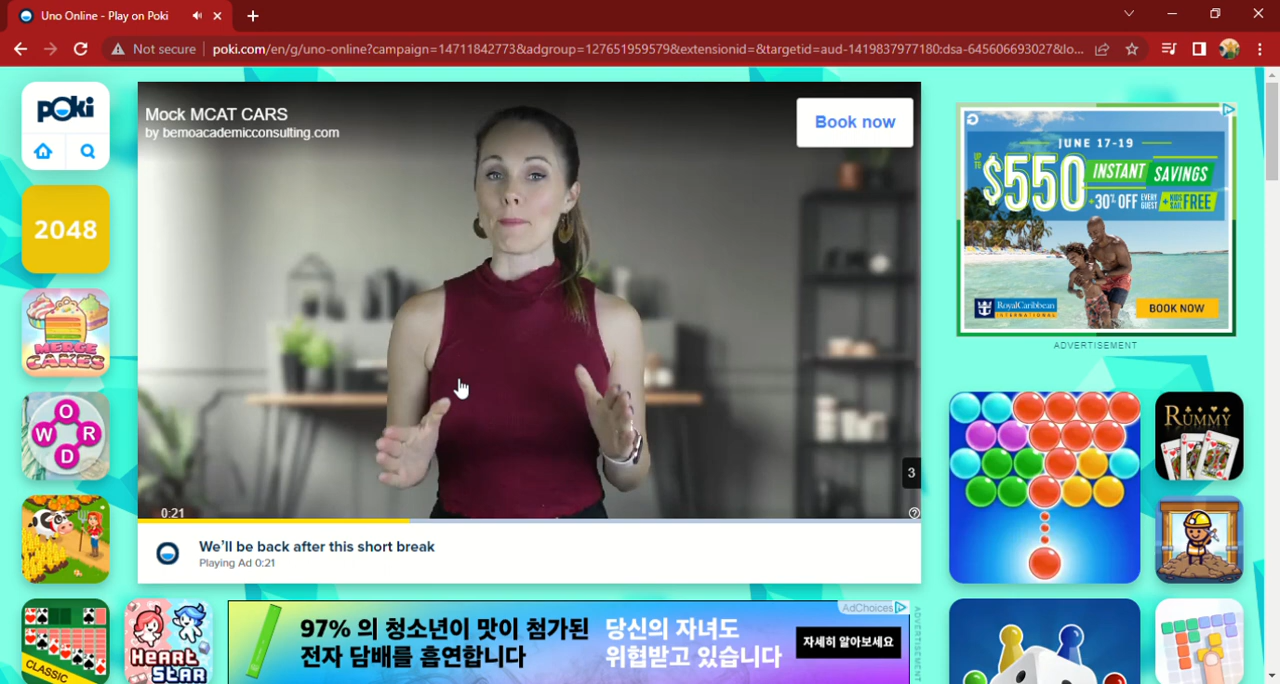 Uno Online - Play on Poki
Not secure
poki.com/en/g/uno-online?campaign=14711842773&adgroup=127651959579&extensionid=&targetid=aud-1419837977180:dsa-645606693027&lo...
poki
2048
MERGE
CAKES
O
W R
D
CLASSIC
Mock MCAT CARS
by bemoacademicconsulting.com
Book now
3
0:21
We'll be back after this short break
Playing Ad 0:21
HEART
STAR
AdChoices
97% 의 청소년이 맛이 첨가된
전자 담배를 흡연합니다
당신의 자녀도
위험받고 있습니다
자세히 알아보세요
ADVERTISEMENT
JUNE 17-19
UP TO $550 INSTANT SAVINGS
+30% OFF EVERY GUEST + KIDS SAIL FREE
RoyalCaribbean
INTERNATIONAL
BOOK NOW
ADVERTISEMENT
RUMMY